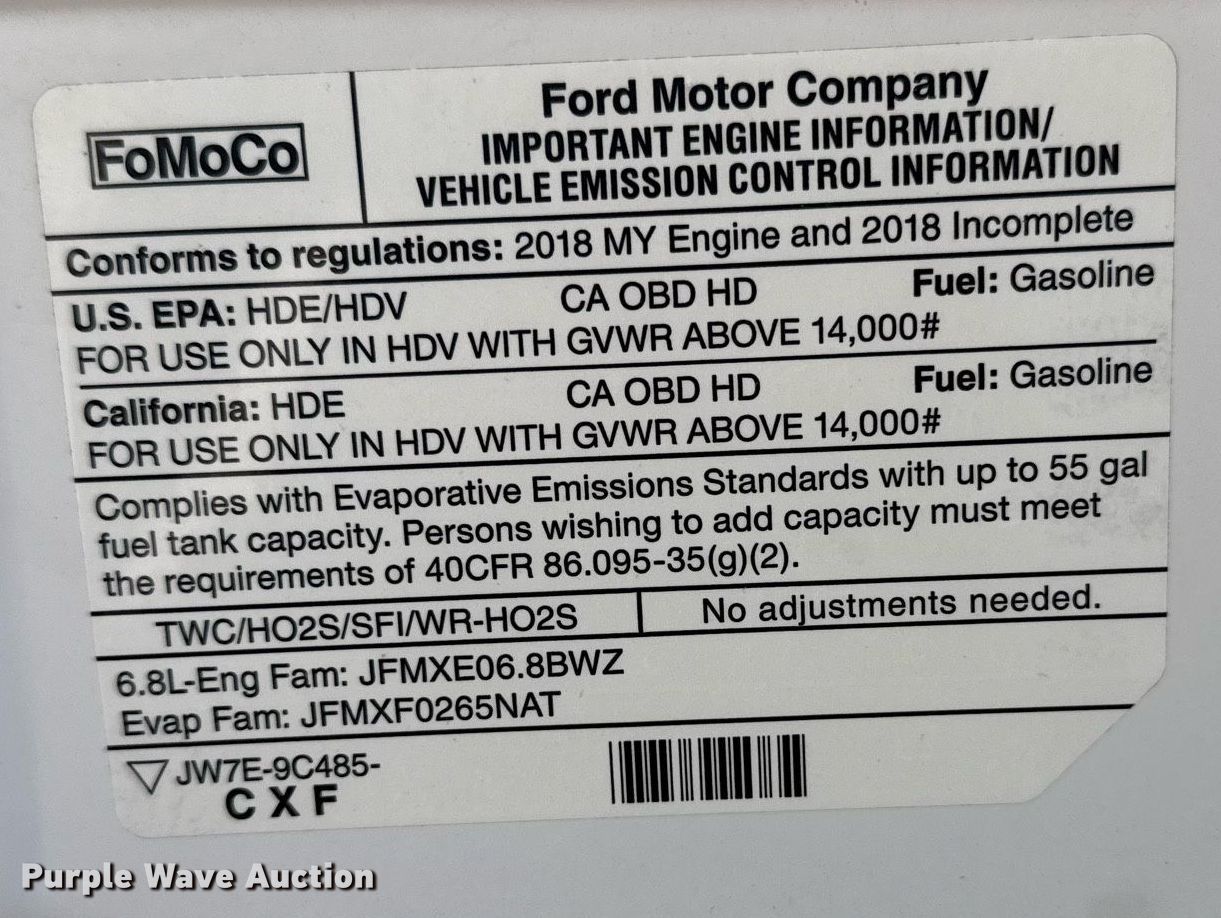 FoMoCo
Ford Motor Company
IMPORTANT ENGINE INFORMATION/
VEHICLE EMISSION CONTROL INFORMATION
Conforms to regulations: 2018 MY Engine and 2018 Incomplete
U.S. EPA: HDE/HDV CA OBD HD Fuel: Gasoline
FOR USE ONLY IN HDV WITH GVWR ABOVE 14,000#
California: HDE CA OBD HD Fuel: Gasoline
FOR USE ONLY IN HDV WITH GVWR ABOVE 14,000#
Complies with Evaporative Emissions Standards with up to 55 gal
fuel tank capacity. Persons wishing to add capacity must meet
the requirements of 40CFR 86.095-35(g)(2).
TWC/HO2S/SFI/WR-HO2S No adjustments needed.
6.8L-Eng Fam: JFMXE06.8BWZ
Evap Fam: JFMXF0265NAT
JW7E-9C485-
C X F
Purple Wave Auction